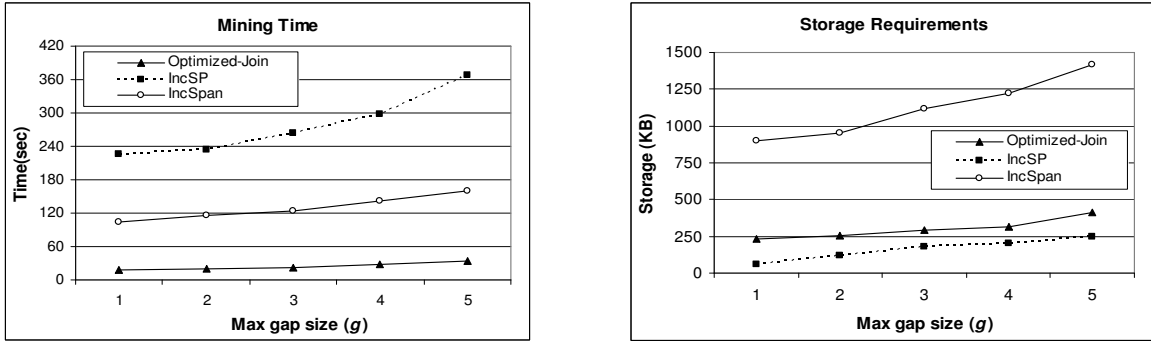 Mining Time
420
360
300
240
180
120
60
0
Time(sec)
Optimized-Join
IncSP
IncSpan
1 2 3 4 5
Max gap size (g)
Storage Requirements
1500
1250
1000
750
500
250
0
Storage (KB)
Optimized-Join
IncSP
IncSpan
1 2 3 4 5
Max gap size (g)